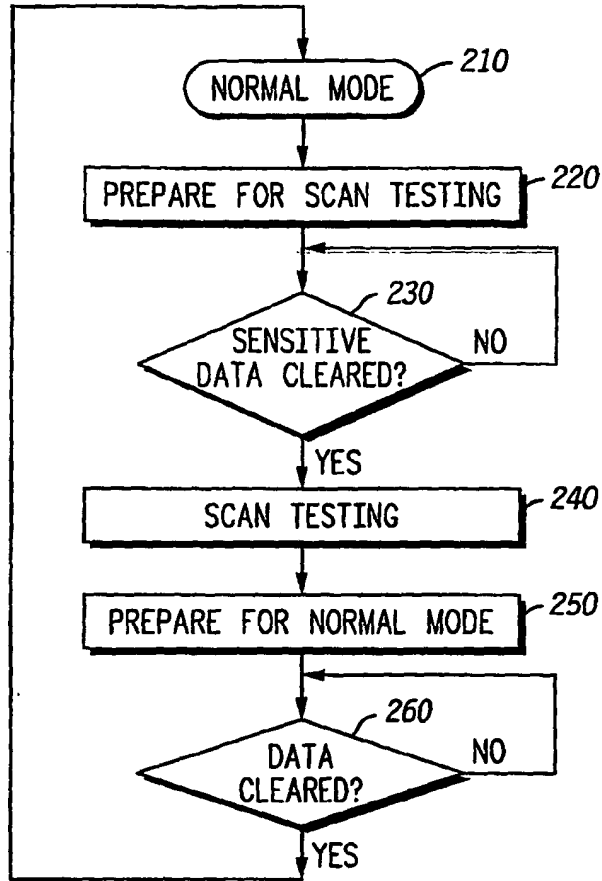 210
NORMAL MODE
220
PREPARE FOR SCAN TESTING
230
SENSITIVE
DATA CLEARED?
NO
YES
240
SCAN TESTING
250
PREPARE FOR NORMAL MODE
260
DATA
CLEARED?
NO
YES